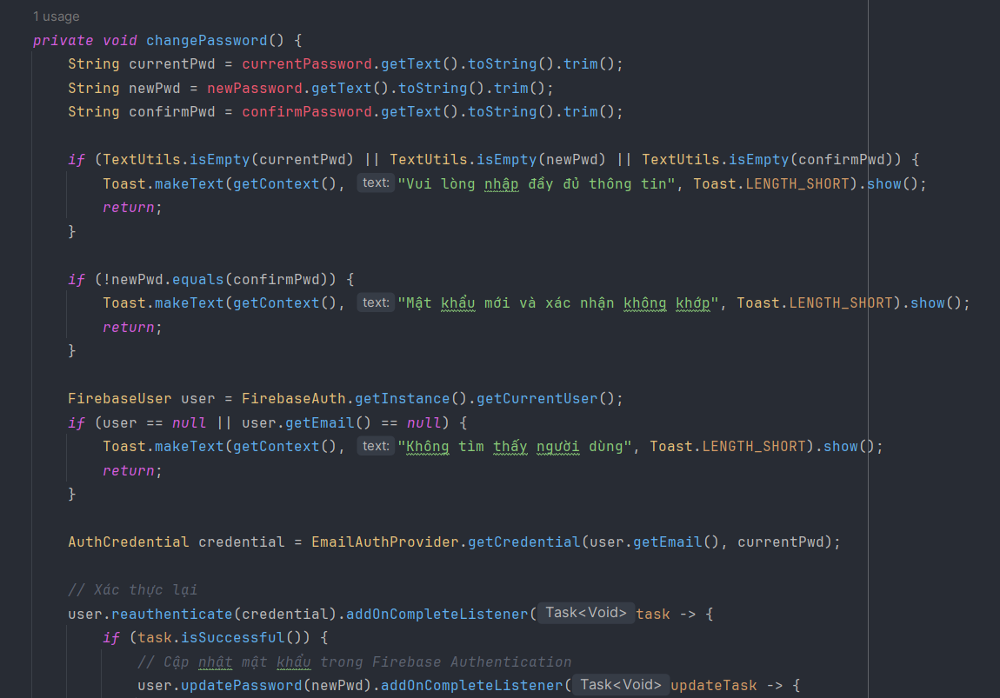 1 usage
private void changePassword() {
String currentPwd = currentPassword.getText().toString().trim();
String newPwd = newPassword.getText().toString().trim();
String confirmPwd = confirmPassword.getText().toString().trim();
if (TextUtils.isEmpty(currentPwd) || TextUtils.isEmpty(newPwd) || TextUtils.isEmpty(confirmPwd)) {
Toast.makeText(getContext(), text: "Vui lòng nhập đầy đủ thông tin", Toast.LENGTH_SHORT).show();
return;
}
if (!newPwd.equals(confirmPwd)) {
Toast.makeText(getContext(), text: "Mật khẩu mới và xác nhận không khớp", Toast.LENGTH_SHORT).show();
return;
}
FirebaseUser user = FirebaseAuth.getInstance().getCurrentUser();
if (user == null || user.getEmail() == null) {
Toast.makeText(getContext(), text: "Không tìm thấy người dùng", Toast.LENGTH_SHORT).show();
return;
}
AuthCredential credential = EmailAuthProvider.getCredential(user.getEmail(), currentPwd);
// Xác thực lại
user.reauthenticate(credential).addOnCompleteListener( Task<Void> task -> {
if (task.isSuccessful()) {
// Cập nhật mật khẩu trong Firebase Authentication
user.updatePassword(newPwd).addOnCompleteListener( Task<Void> updateTask -> {